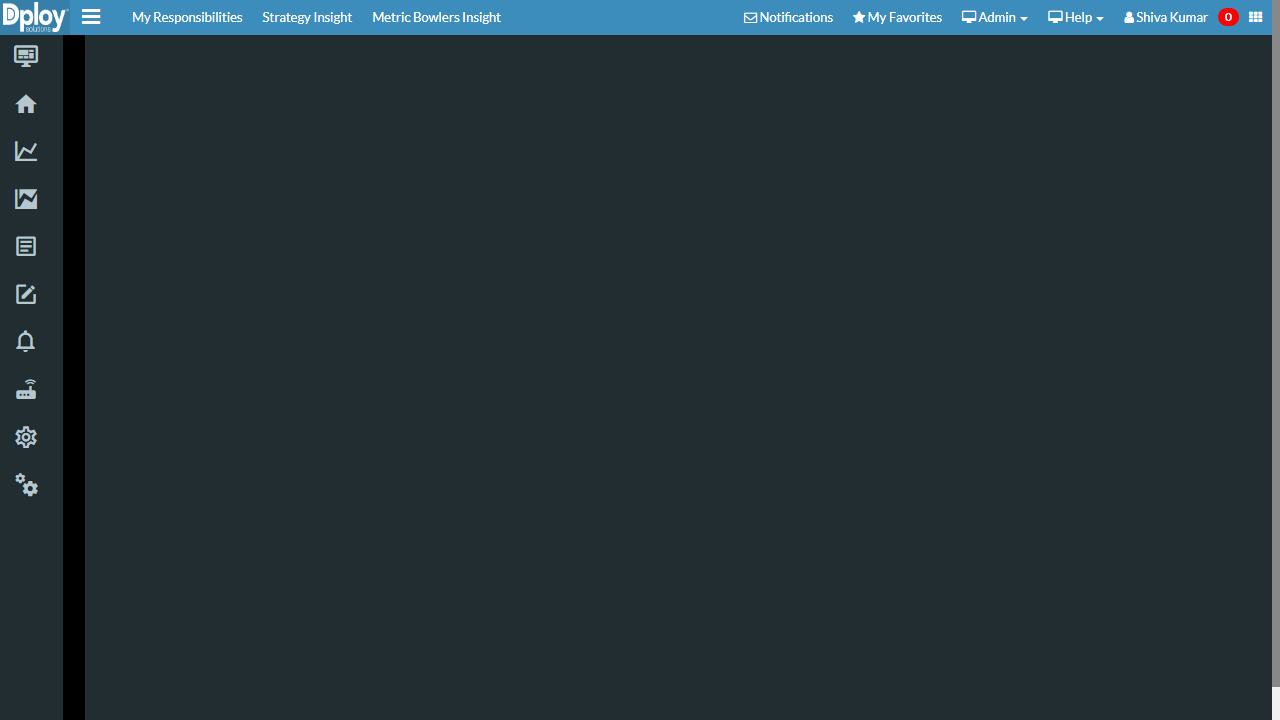 Dploy
Solutions
My Responsibilities
Strategy Insight
Metric Bowlers Insight
Notifications
My Favorites
Admin
Help
Shiva Kumar
0